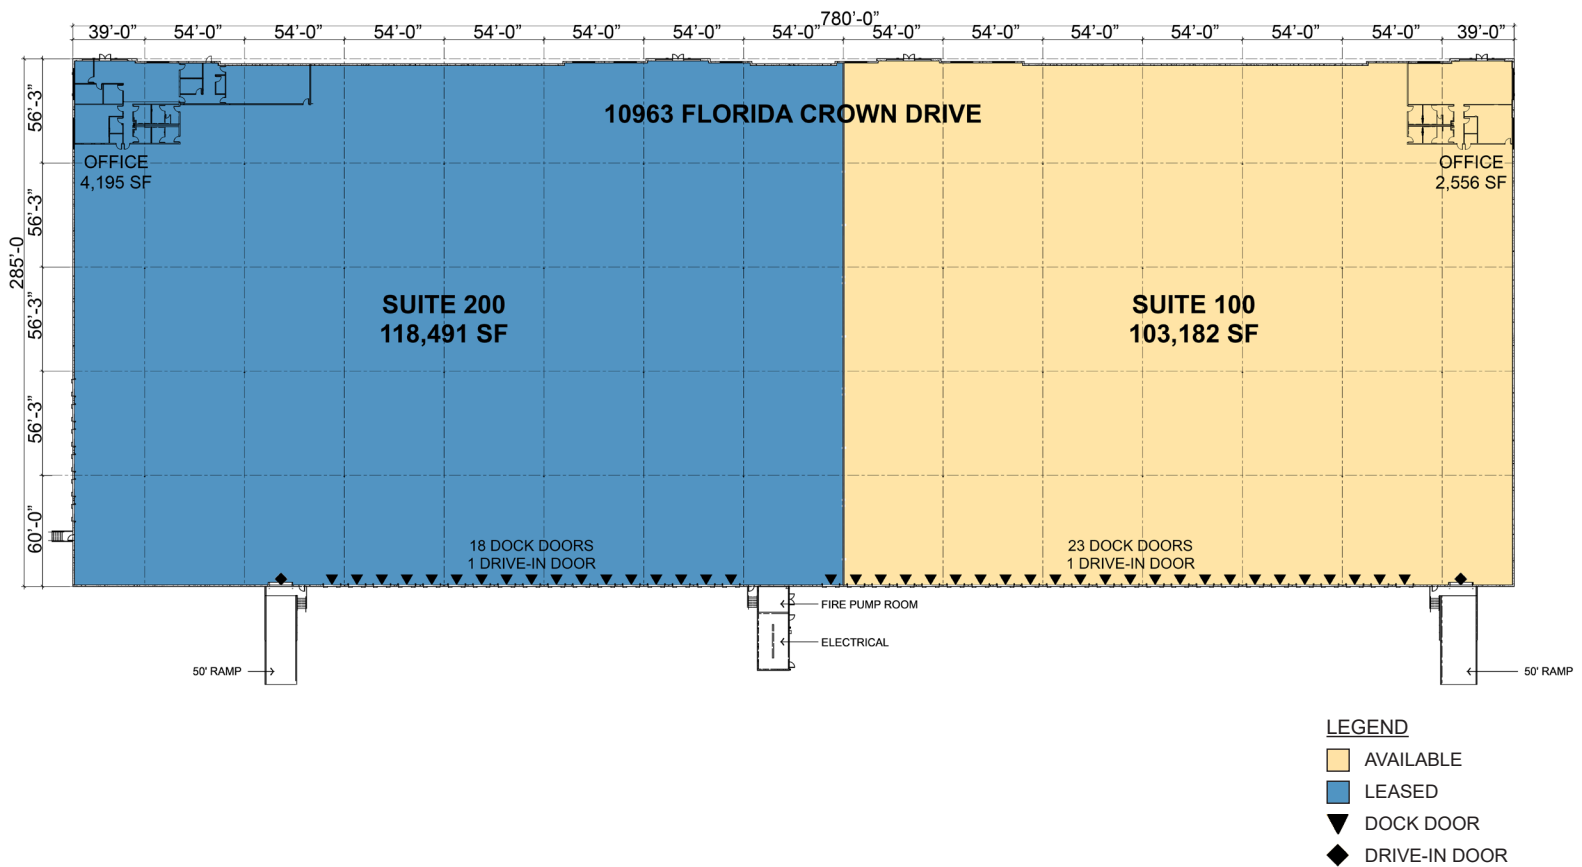 780'-0"
39'-0" 54'-0" 54'-0" 54'-0" 54'-0" 54'-0" 54'-0" 54'-0" 54'-0" 54'-0" 54'-0" 54'-0" 54'-0" 54'-0" 39'-0"
10963 FLORIDA CROWN DRIVE
OFFICE
4,195 SF
OFFICE
2,556 SF
285'-0
56'-3"
56'-3"
56'-3"
56'-3"
60'-0"
SUITE 200
118,491 SF
SUITE 100
103,182 SF
18 DOCK DOORS
1 DRIVE-IN DOOR
23 DOCK DOORS
1 DRIVE-IN DOOR
FIRE PUMP ROOM
ELECTRICAL
50' RAMP
50' RAMP
LEGEND
AVAILABLE
LEASED
DOCK DOOR
DRIVE-IN DOOR